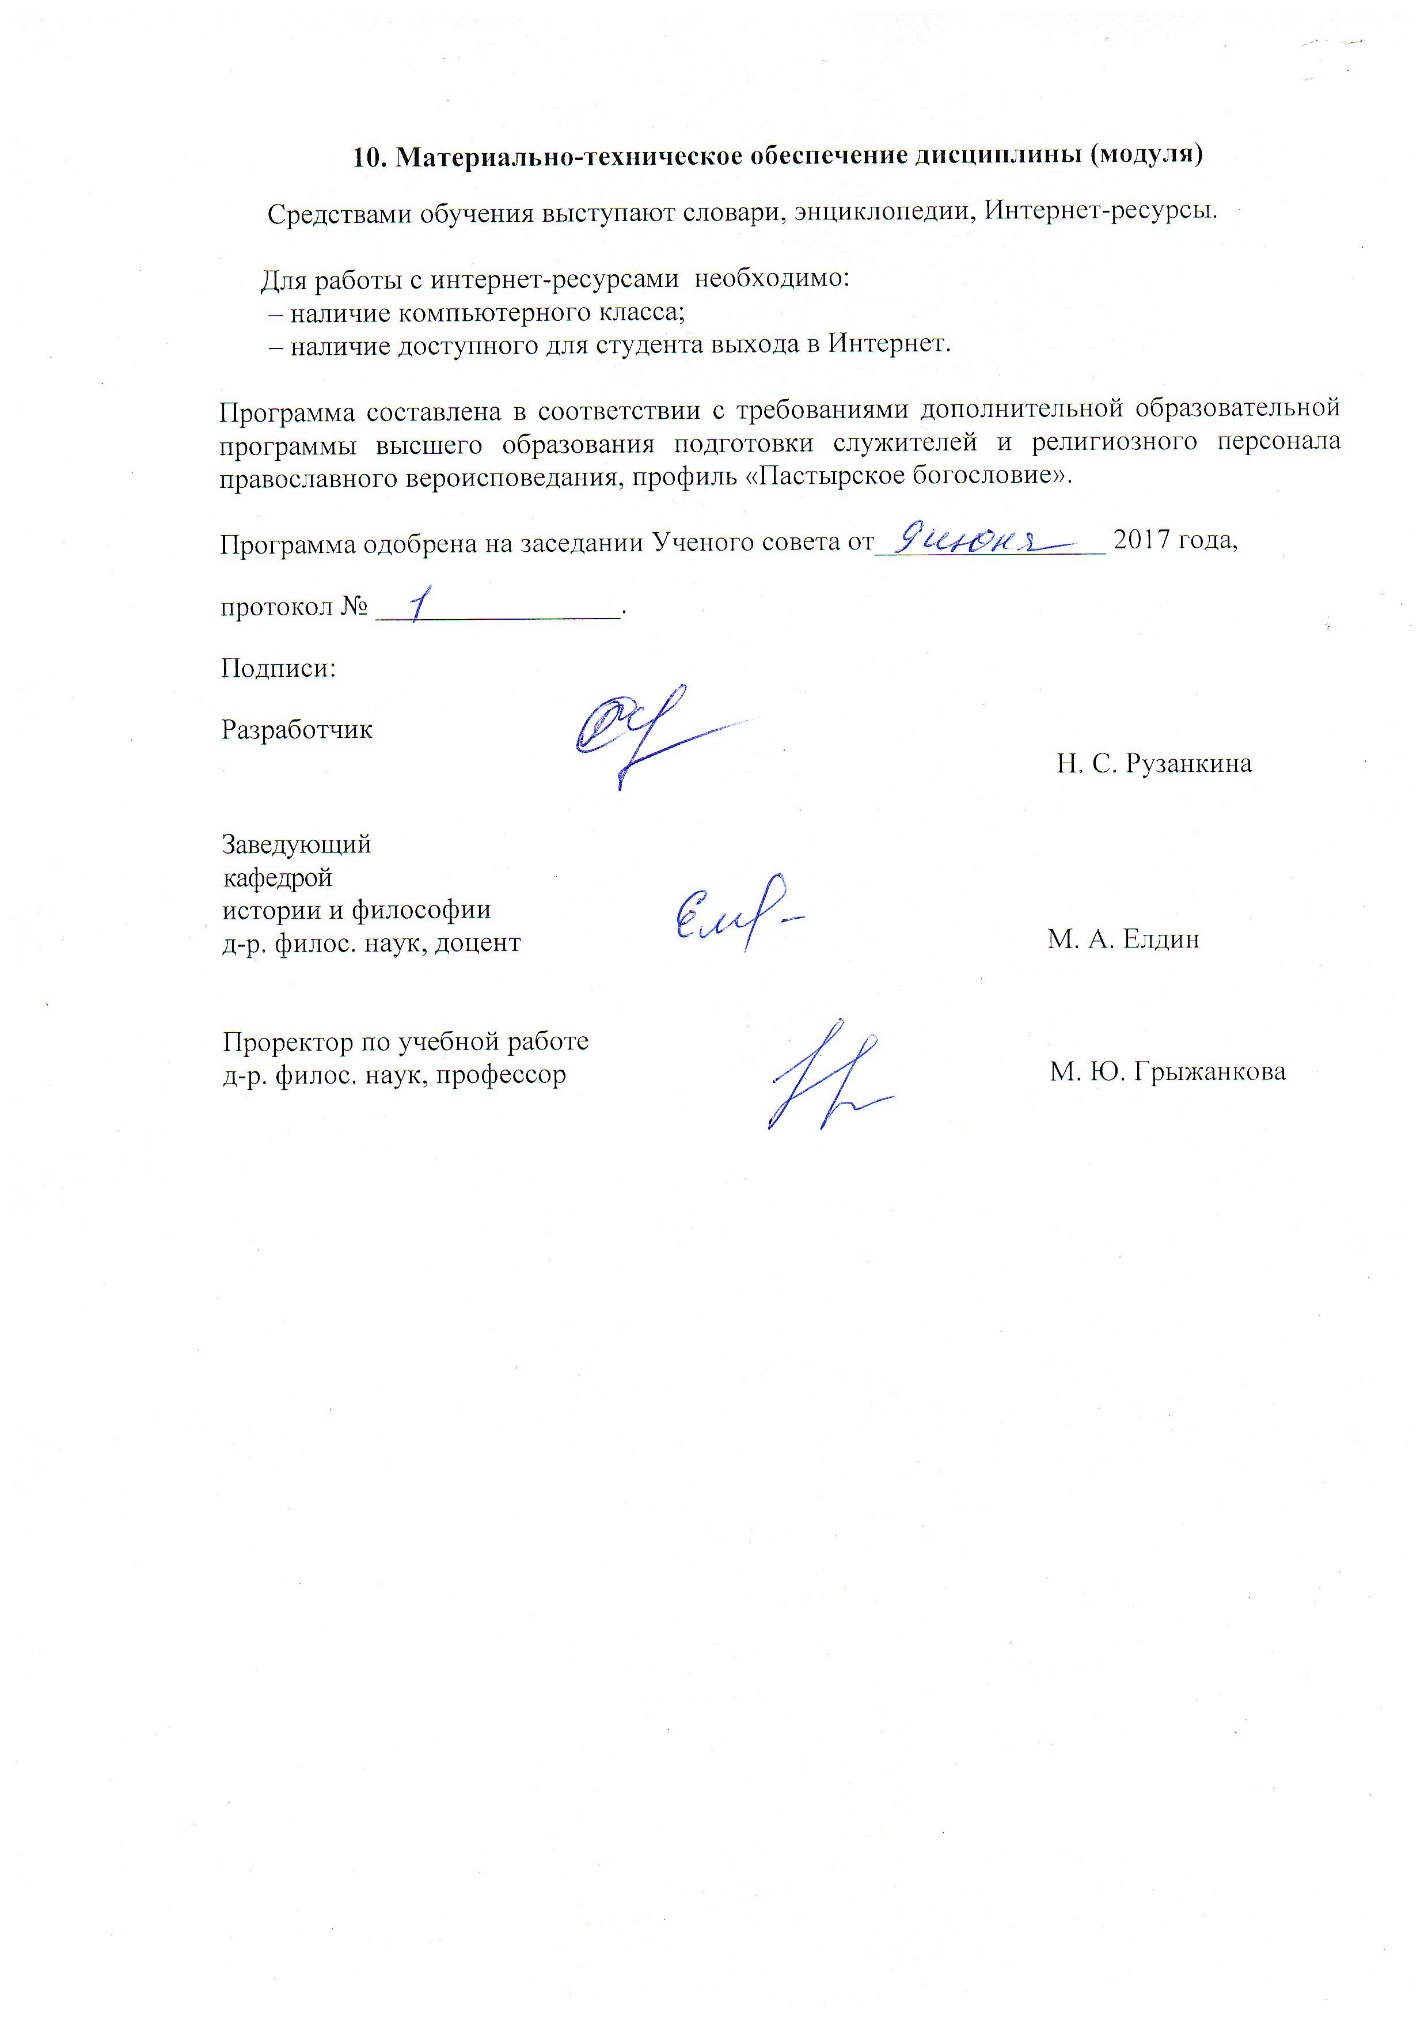 10. Материально-техническое обеспечение дисциплины (модуля)
Средствами обучения выступают словари, энциклопедии, Интернет-ресурсы.
Для работы с интернет-ресурсами необходимо:
– наличие компьютерного класса;
– наличие доступного для студента выхода в Интернет.
Программа составлена в соответствии с требованиями дополнительной образовательной
программы высшего образования подготовки служителей и религиозного персонала
православного вероисповедания, профиль «Пастырское богословие».
Программа одобрена на заседании Ученого совета от 9 июня 2017 года,
протокол № 1.
Подписи:
Разработчик
Н. С. Рузанкина
Заведующий
кафедрой
истории и философии
д-р. филос. наук, доцент М. А. Елдин
Проректор по учебной работе
д-р. филос. наук, профессор М. Ю. Грыжанкова